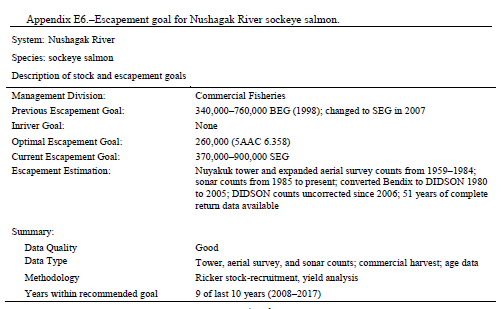 Appendix E6.–Escapement goal for Nushagak River sockeye salmon.
System: Nushagak River
Species: sockeye salmon
Description of stock and escapement goals
Management Division: Commercial Fisheries
Previous Escapement Goal: 340,000–760,000 BEG (1998); changed to SEG in 2007
Inriver Goal: None
Optimal Escapement Goal: 260,000 (5AAC 6.358)
Current Escapement Goal: 370,000–900,000 SEG
Escapement Estimation: Nuyakuk tower and expanded aerial survey counts from 1959–1984;
sonar counts from 1985 to present; converted Bendix to DIDSON 1980
to 2005; DIDSON counts uncorrected since 2006; 51 years of complete
return data available
Summary:
Data Quality Good
Data Type Tower, aerial survey, and sonar counts; commercial harvest; age data
Methodology Ricker stock-recruitment, yield analysis
Years within recommended goal 9 of last 10 years (2008–2017)